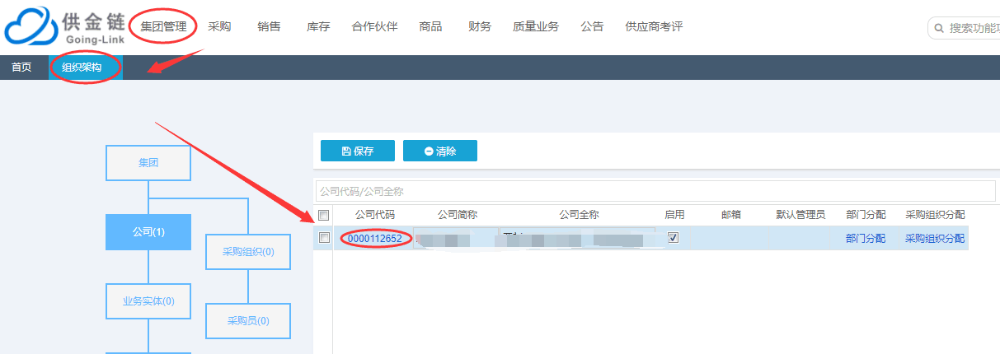 供金链
Going-Link
集团管理 采购 销售 库存 合作伙伴 商品 财务 质量业务 公告 供应商考评
搜索功能项
首页 组织架构
集团
公司(1)
采购组织(0)
业务实体(0)
采购员(0)
保存 清除
公司代码/公司全称
公司代码 公司简称 公司全称 启用 邮箱 默认管理员 部门分配 采购组织分配
0000112652 部门分配 采购组织分配